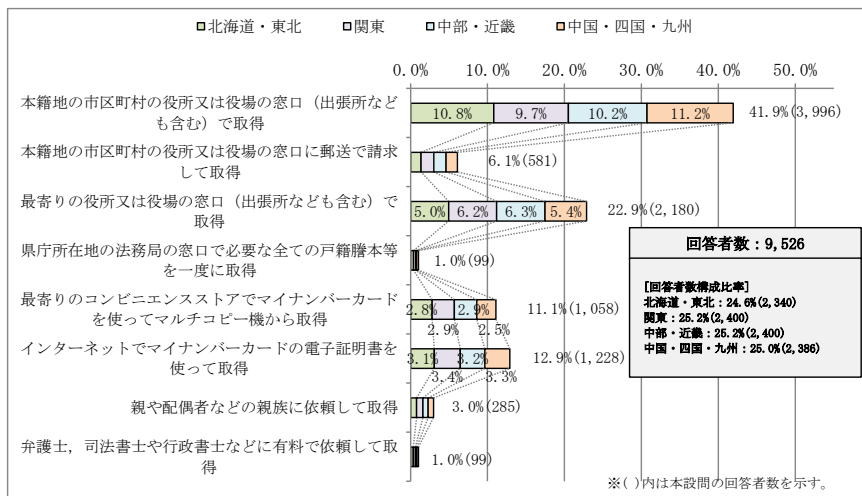 北海道・東北 関東 中部・近畿 中国・四国・九州
0.0% 10.0% 20.0% 30.0% 40.0% 50.0%
本籍地の市区町村の役所又は役場の窓口（出張所など
も含む）で取得
10.8% 9.7% 10.2% 11.2% 41.9%(3,996)
本籍地の市区町村の役所又は役場の窓口に郵送で請求
して取得
6.1%(581)
最寄りの役所又は役場の窓口（出張所なども含む）で
取得
5.0% 6.2% 6.3% 5.4% 22.9%(2,180)
県庁所在地の法務局の窓口で必要な全ての戸籍謄本等
を一度に取得
1.0%(99)
最寄りのコンビニエンスストアでマイナンバーカード
を使ってマルチコピー機から取得
2.8% 2.9% 11.1%(1,058)
2.9% 2.5%
インターネットでマイナンバーカードの電子証明書を
使って取得
3.1% 3.2% 12.9%(1,228)
3.4% 3.3%
親や配偶者などの親族に依頼して取得
3.0%(285)
弁護士，司法書士や行政書士などに有料で依頼して取
得
1.0%(99)
回答者数：9,526
[回答者数構成比率]
北海道・東北：24.6%(2,340)
関東：25.2%(2,400)
中部・近畿：25.2%(2,400)
中国・四国・九州：25.0%(2,386)
※( )内は本設問の回答者数を示す。